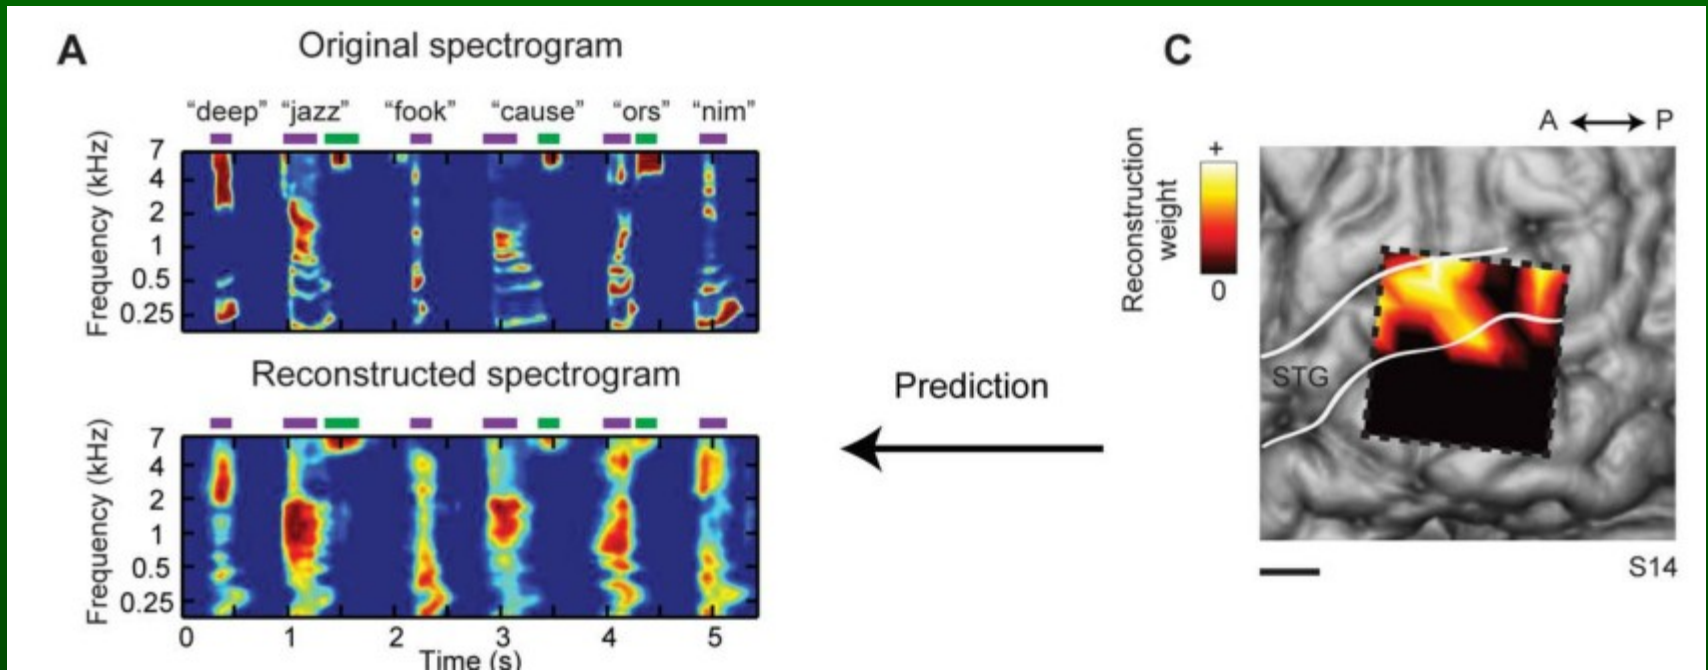 A
Original spectrogram
"deep" "jazz" "fook" "cause" "ors" "nim"
Frequency (kHz)
7
4
2
1
0.5
0.25
Reconstructed spectrogram
Frequency (kHz)
7
4
2
1
0.5
0.25
0 1 2 3 4 5
Time (s)
Prediction
C
A P
Reconstruction
weight
+
0
STG
S14